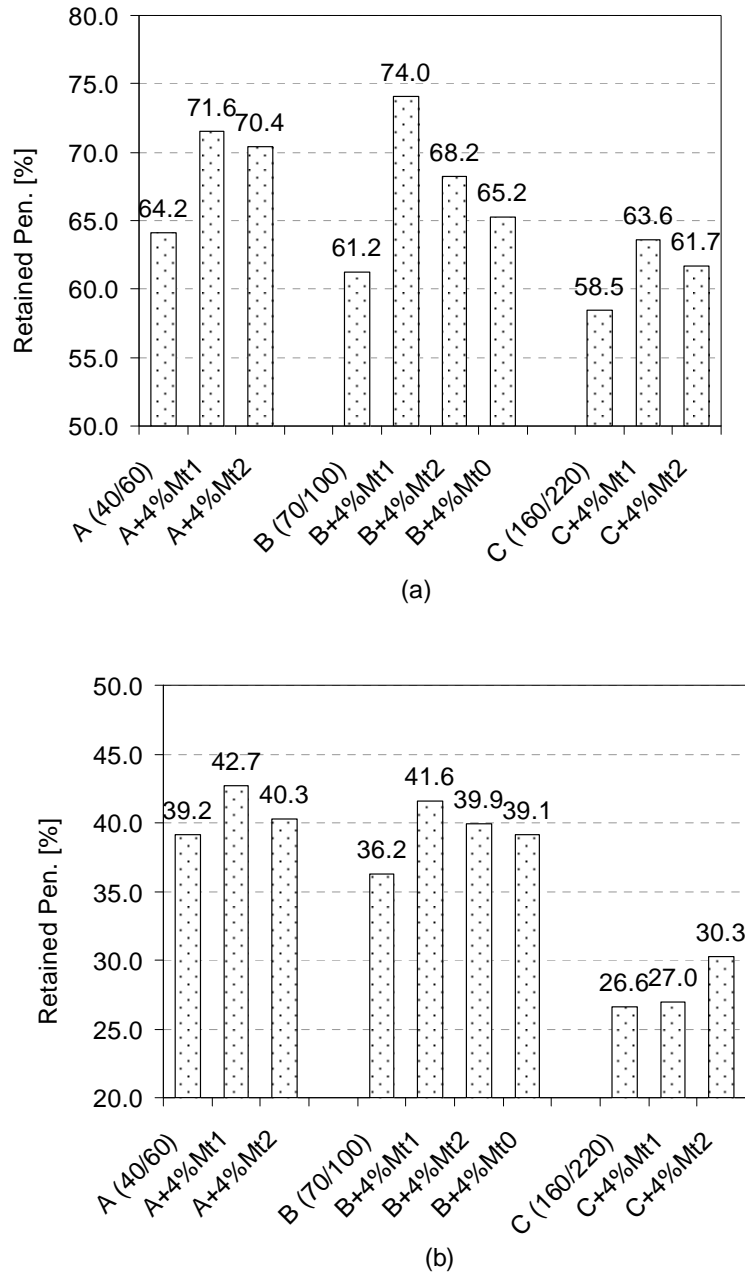 80.0
75.0
70.0
65.0
60.0
55.0
50.0
Retained Pen. [%]
64.2
71.6
70.4
61.2
74.0
68.2
65.2
58.5
63.6
61.7
A (40/60)
A+4%Mt1
A+4%Mt2
B (70/100)
B+4%Mt1
B+4%Mt2
B+4%Mt0
C (160/220)
C+4%Mt1
C+4%Mt2
(a)
50.0
45.0
40.0
35.0
30.0
25.0
20.0
Retained Pen. [%]
39.2
42.7
40.3
36.2
41.6
39.9
39.1
26.6
27.0
30.3
A (40/60)
A+4%Mt1
A+4%Mt2
B (70/100)
B+4%Mt1
B+4%Mt2
B+4%Mt0
C (160/220)
C+4%Mt1
C+4%Mt2
(b)